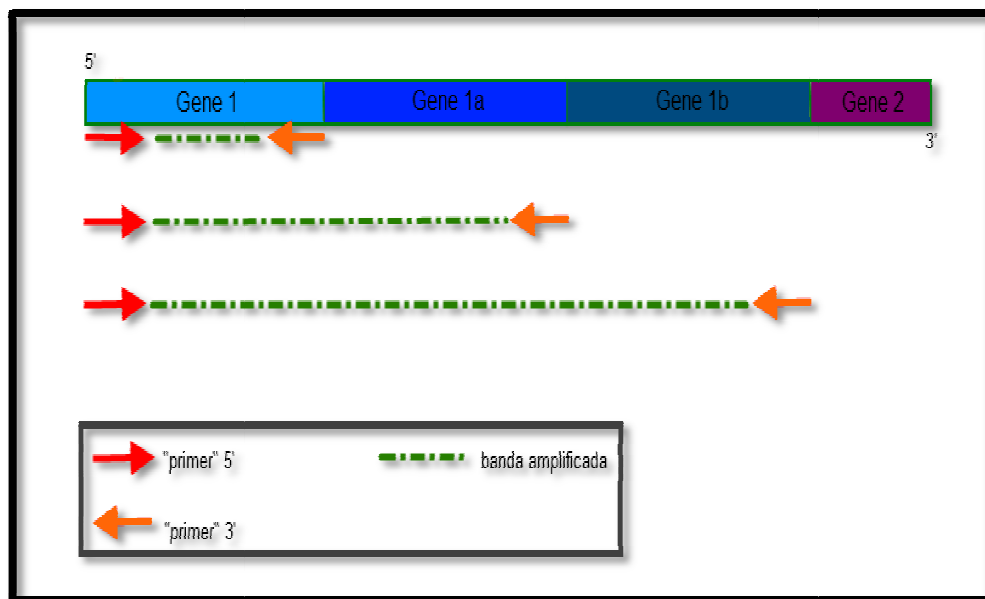 5'
Gene 1 Gene 1a Gene 1b Gene 2
3'
"primer" 5' banda amplificada
"primer" 3'